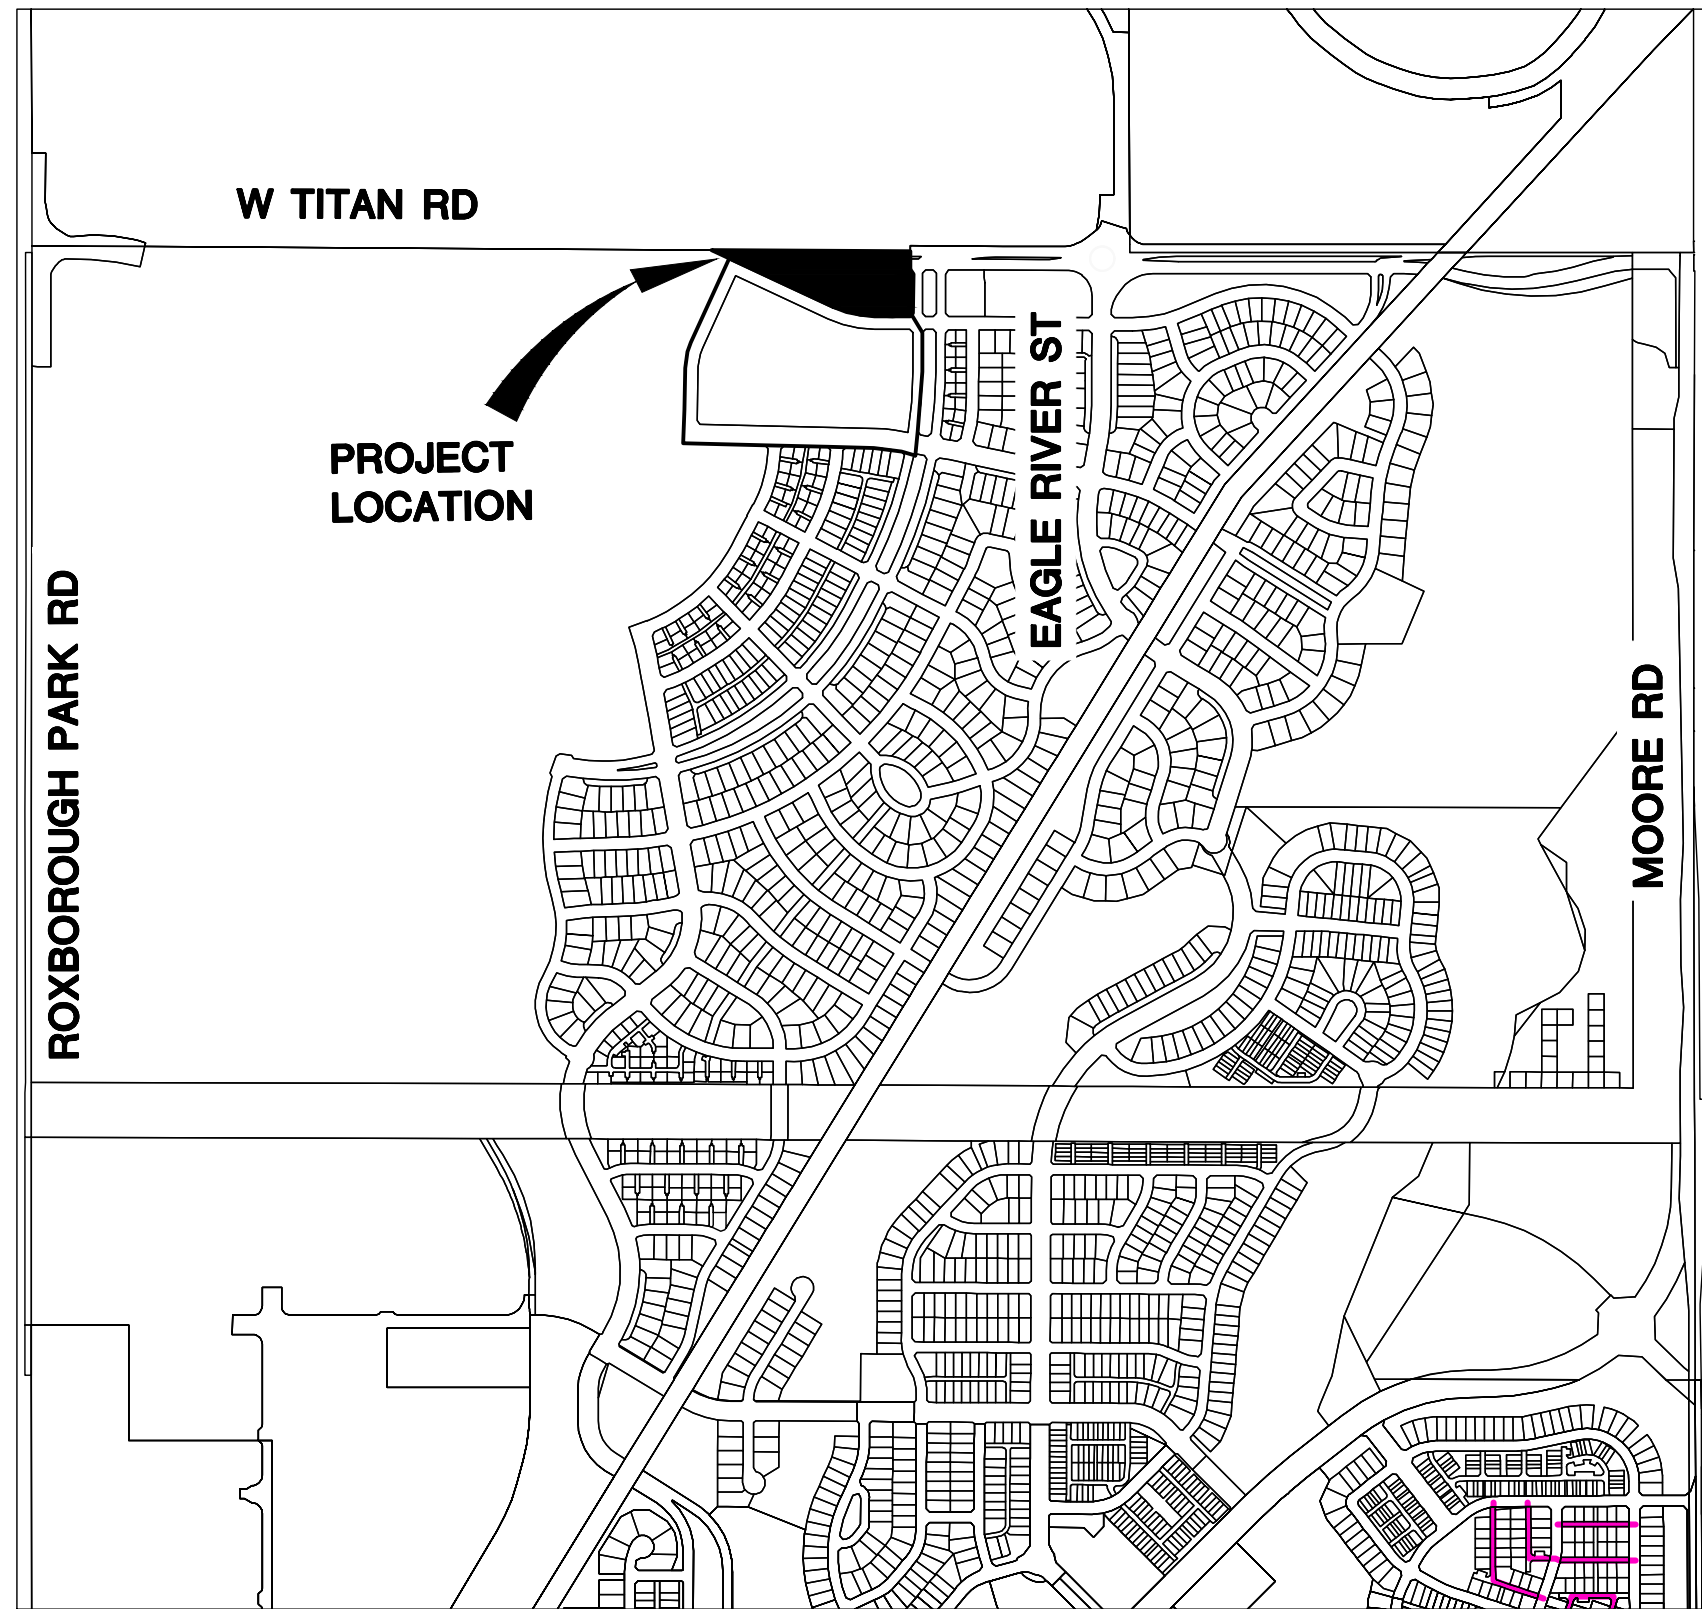 W TITAN RD
PROJECT
LOCATION
EAGLE RIVER ST
ROXBOROUGH PARK RD
MOORE RD